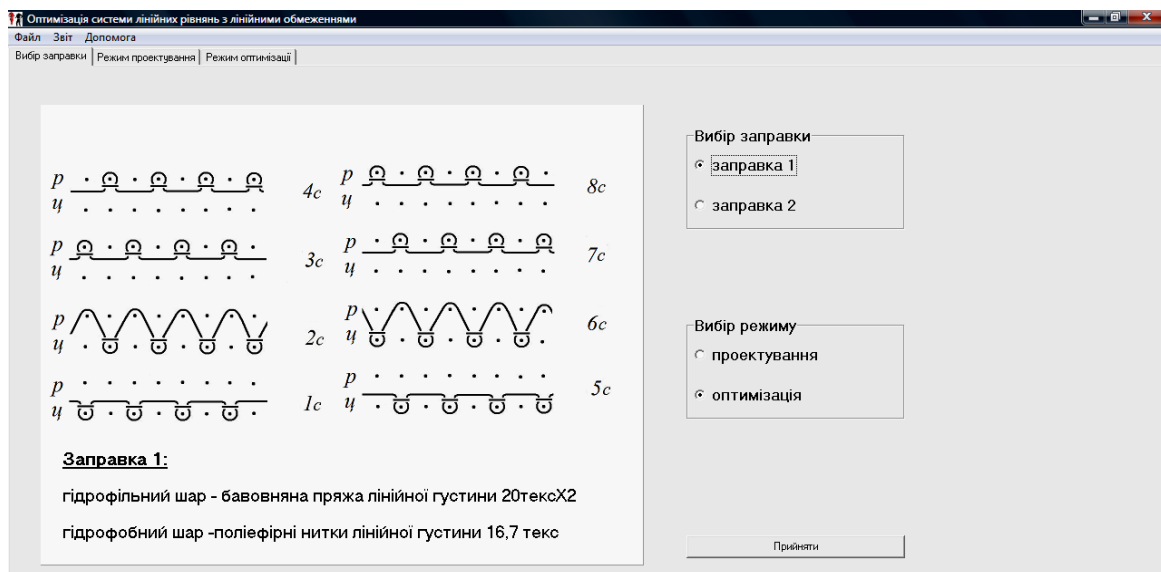 Оптимізація системи лінійних рівнянь з лінійними обмеженнями
Файл Звіт Допомога
Вибір заправки Режим проектування Режим оптимізації
р 4с р 8с
ц ц
р 3с р 7с
ц ц
р 2с р 6с
ц ц
р 1с р 5с
ц ц
Заправка 1:
гідрофільний шар - бавовняна пряжа лінійної густини 20тексХ2
гідрофобний шар -поліефірні нитки лінійної густини 16,7 текс
Вибір заправки
заправка 1
заправка 2
Вибір режиму
проектування
оптимізація
Прийняти